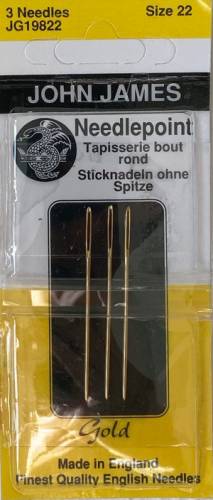 3 Needles Size 22
JG19822
JOHN JAMES
Needlepoint
Tapisserie bout
rond
Sticknadeln ohne
Spitze
Gold
Made in England
Finest Quality English Needles